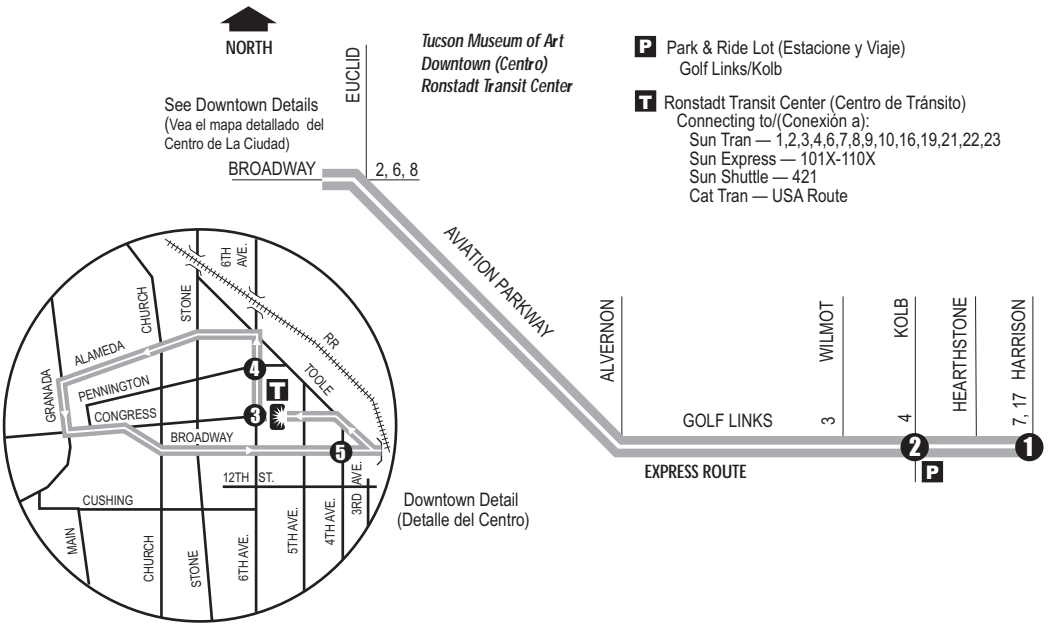 NORTH
EUCLID
Tucson Museum of Art
Downtown (Centro)
Ronstadt Transit Center
P Park & Ride Lot (Estacione y Viaje)
Golf Links/Kolb
T Ronstadt Transit Center (Centro de Tránsito)
Connecting to/(Conexión a):
Sun Tran — 1,2,3,4,6,7,8,9,10,16,19,21,22,23
Sun Express — 101X-110X
Sun Shuttle — 421
Cat Tran — USA Route
See Downtown Details
(Vea el mapa detallado del
Centro de La Ciudad)
BROADWAY
2, 6, 8
AVIATION PARKWAY
ALVERNON
WILMOT
3
KOLB
4
HEARTHSTONE
HARRISON
7, 17
GOLF LINKS
EXPRESS ROUTE
2
P
1
6TH
AVE.
CHURCH
STONE
RR
ALAMEDA
TOOLE
GRANADA
PENNINGTON
4
T
CONGRESS
3
BROADWAY
5
12TH ST.
3RD AVE.
CUSHING
MAIN
CHURCH
STONE
6TH AVE.
5TH AVE.
4TH AVE.
Downtown Detail
(Detalle del Centro)